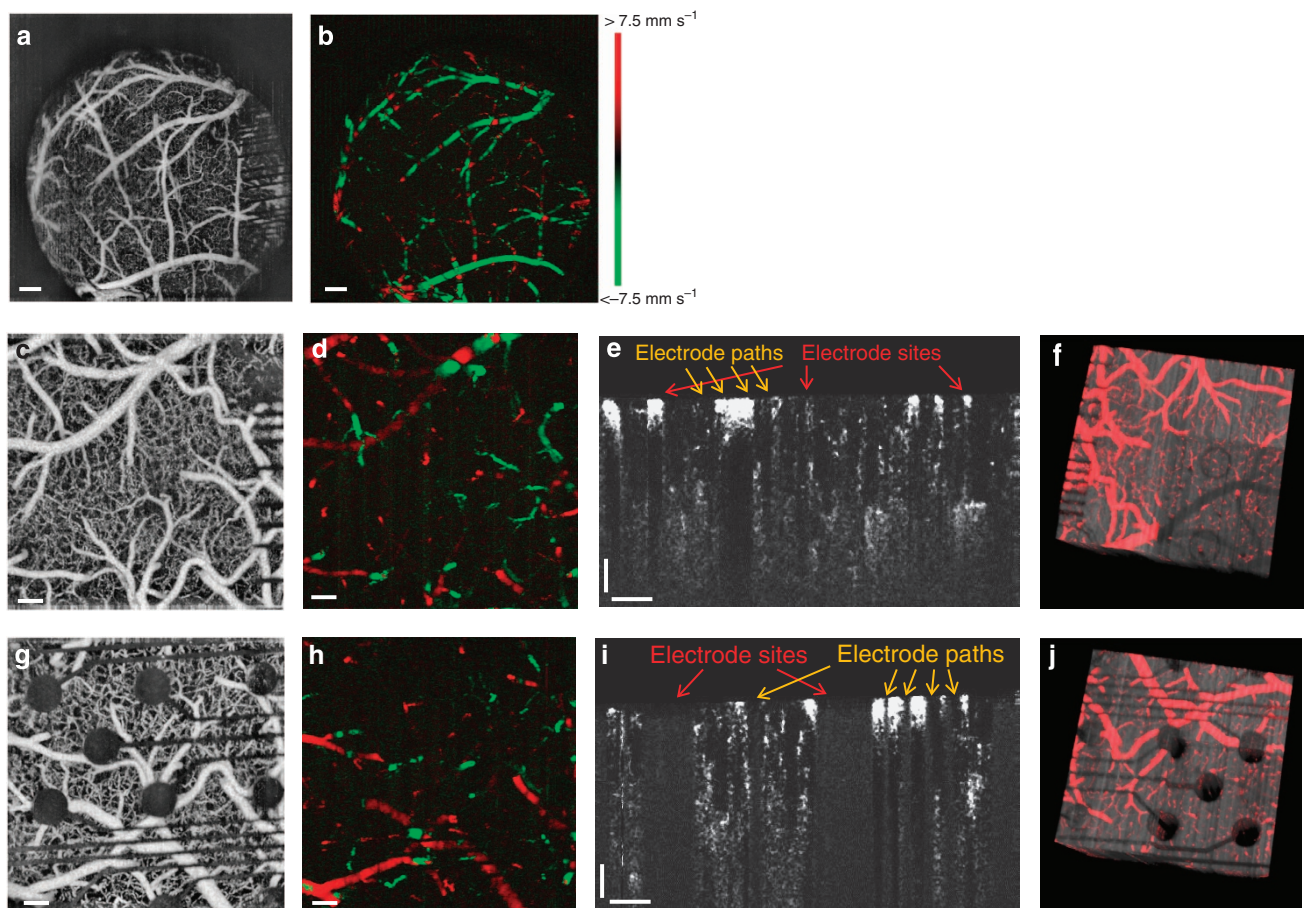 a
b
> 7.5 mm s⁻¹
<–7.5 mm s⁻¹
c
d
e
Electrode paths
Electrode sites
f
g
h
i
Electrode sites
Electrode paths
j